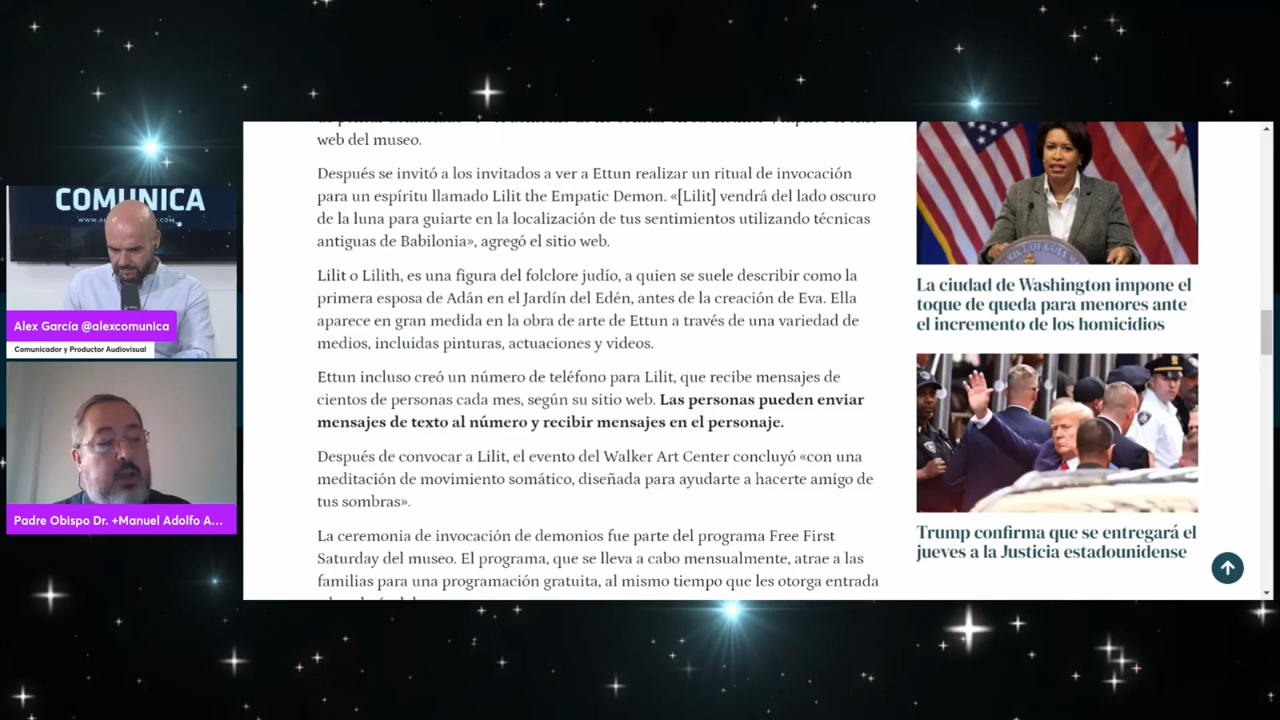 COMUNICA
Alex García @alexcomunica
Comunicador y Productor Audiovisual
Padre Obispo Dr. +Manuel Adolfo A...
web del museo.
Después se invitó a los invitados a ver a Ettun realizar un ritual de invocación
para un espíritu llamado Lilit the Empatic Demon. «[Lilit] vendrá del lado oscuro
de la luna para guiarte en la localización de tus sentimientos utilizando técnicas
antiguas de Babilonia», agregó el sitio web.
Lilit o Lilith, es una figura del folclore judío, a quien se suele describir como la
primera esposa de Adán en el Jardín del Edén, antes de la creación de Eva. Ella
aparece en gran medida en la obra de arte de Ettun a través de una variedad de
medios, incluidas pinturas, actuaciones y videos.
Ettun incluso creó un número de teléfono para Lilit, que recibe mensajes de
cientos de personas cada mes, según su sitio web. Las personas pueden enviar
mensajes de texto al número y recibir mensajes en el personaje.
Después de convocar a Lilit, el evento del Walker Art Center concluyó «con una
meditación de movimiento somático, diseñada para ayudarte a hacerte amigo de
tus sombras».
La ceremonia de invocación de demonios fue parte del programa Free First
Saturday del museo. El programa, que se lleva a cabo mensualmente, atrae a las
familias para una programación gratuita, al mismo tiempo que les otorga entrada
La ciudad de Washington impone el
toque de queda para menores ante
el incremento de los homicidios
Trump confirma que se entregará el
jueves a la Justicia estadounidense